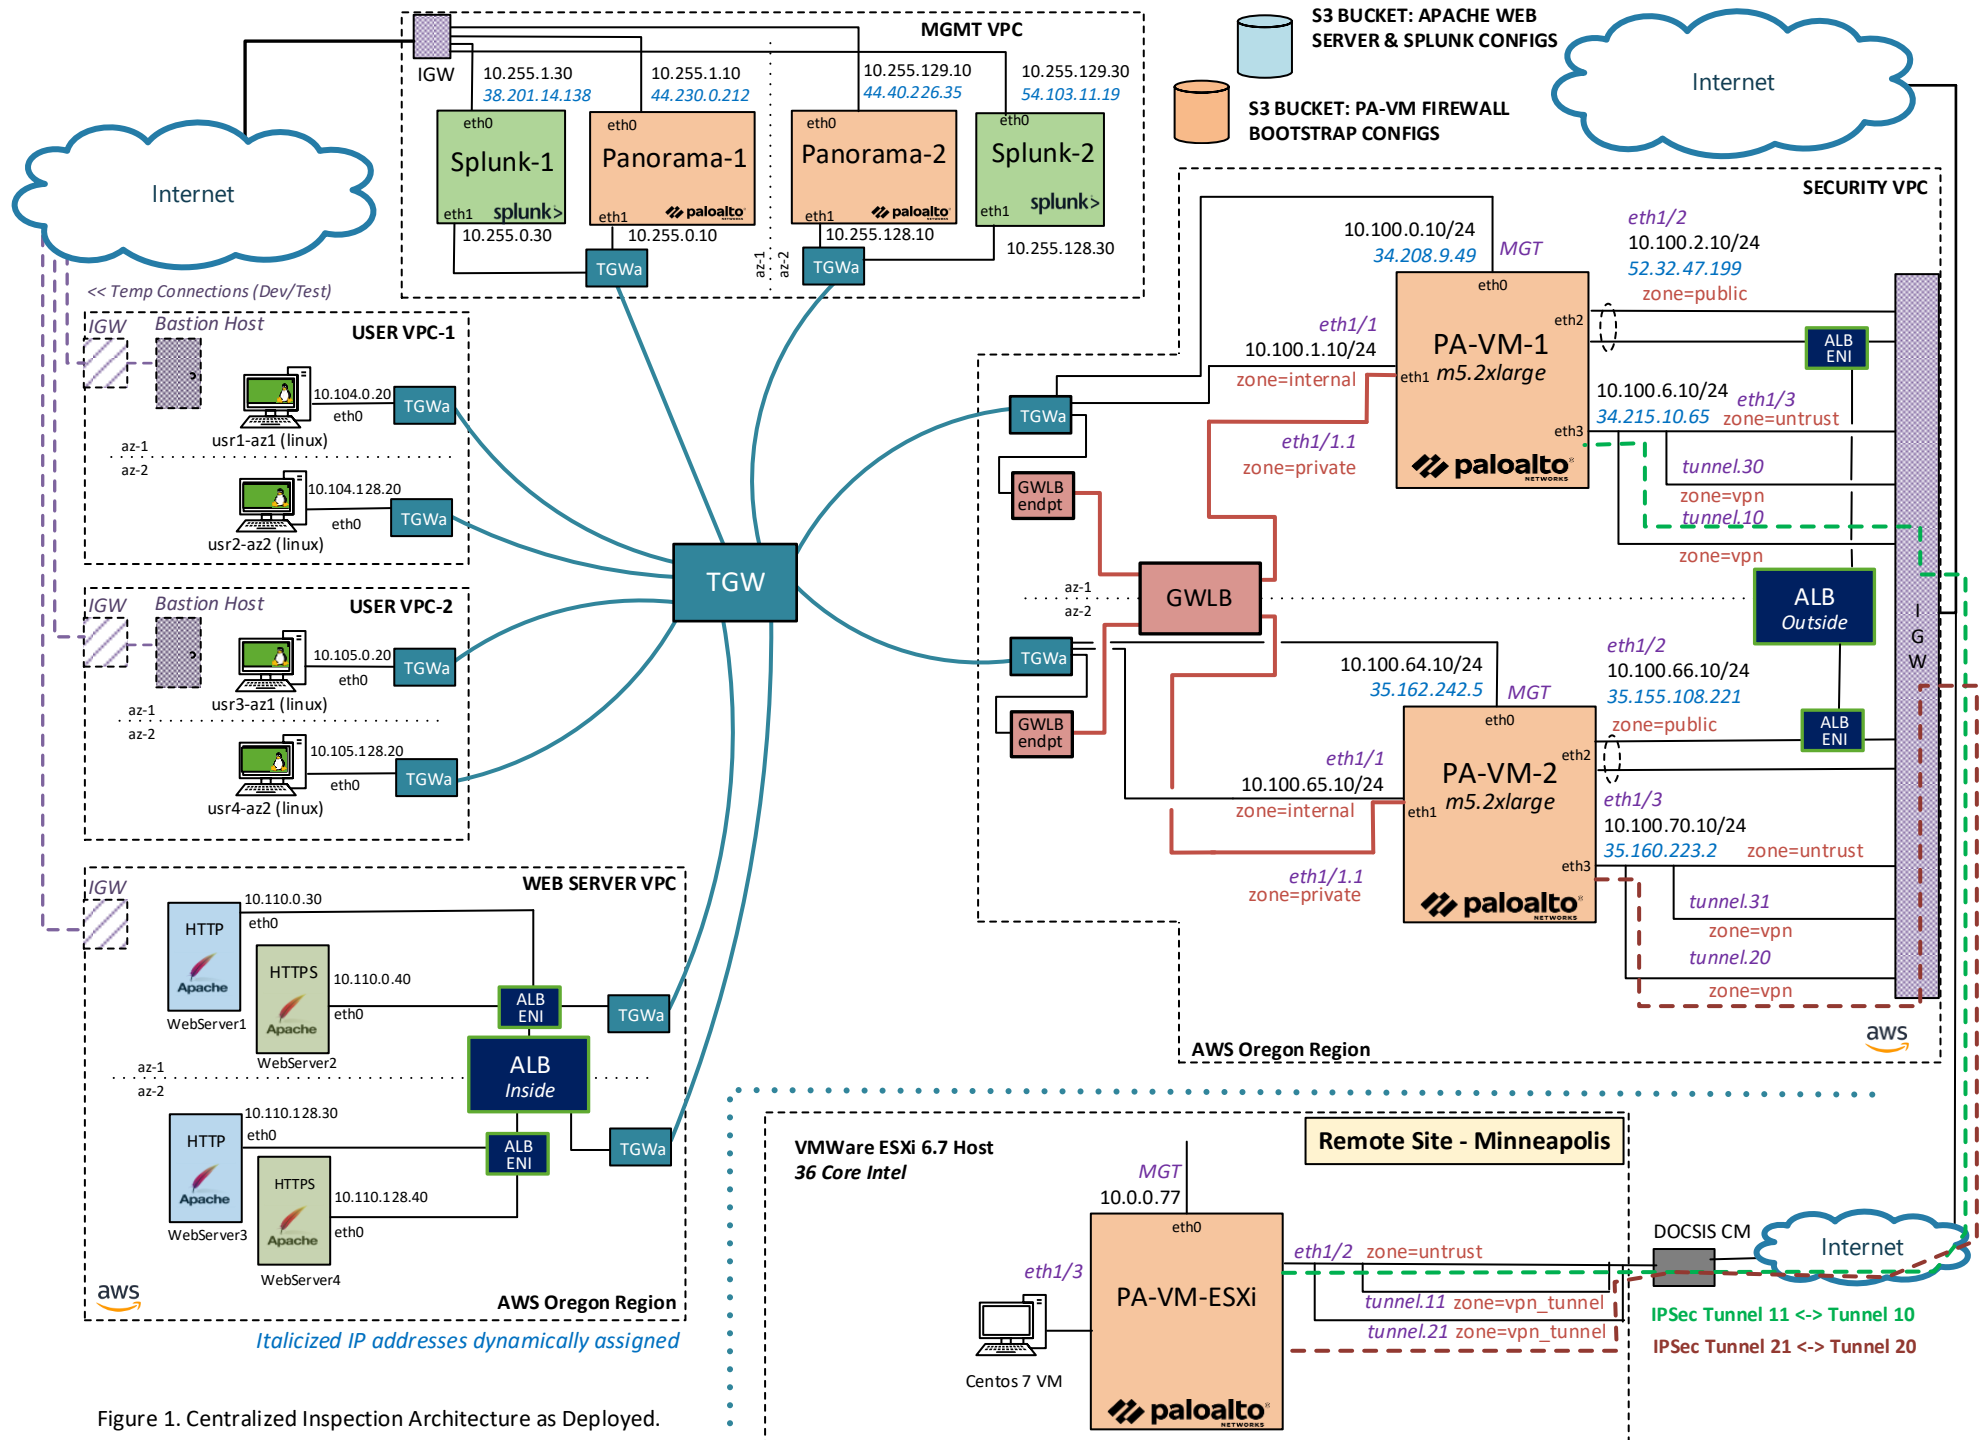 MGMT VPC
IGW
10.255.1.30
38.201.14.138
10.255.1.10
44.230.0.212
10.255.129.10
44.40.226.35
10.255.129.30
54.103.11.19
eth0
Splunk-1
eth1
splunk>
10.255.0.30
eth0
Panorama-1
eth1
paloalto
NETWORKS
10.255.0.10
eth0
Panorama-2
eth1
paloalto
NETWORKS
10.255.128.10
eth0
Splunk-2
splunk>
eth1
10.255.128.30
TGWa
az-1
az-2
TGWa
S3 BUCKET: APACHE WEB
SERVER & SPLUNK CONFIGS
S3 BUCKET: PA-VM FIREWALL
BOOTSTRAP CONFIGS
Internet
Internet
<< Temp Connections (Dev/Test)
IGW
Bastion Host
USER VPC-1
10.104.0.20
eth0
TGWa
usr1-az1 (linux)
az-1
az-2
10.104.128.20
eth0
TGWa
usr2-az2 (linux)
IGW
Bastion Host
USER VPC-2
10.105.0.20
eth0
TGWa
usr3-az1 (linux)
az-1
az-2
10.105.128.20
eth0
TGWa
usr4-az2 (linux)
TGW
IGW
WEB SERVER VPC
10.110.0.30
eth0
HTTP
Apache
WebServer1
HTTPS
Apache
WebServer2
10.110.0.40
eth0
ALB
ENI
TGWa
az-1
az-2
ALB
Inside
10.110.128.30
eth0
HTTP
Apache
WebServer3
HTTPS
Apache
WebServer4
10.110.128.40
eth0
ALB
ENI
TGWa
aws
AWS Oregon Region
Italicized IP addresses dynamically assigned
Figure 1. Centralized Inspection Architecture as Deployed.
SECURITY VPC
10.100.0.10/24
34.208.9.49
MGT
eth1/2
10.100.2.10/24
52.32.47.199
zone=public
eth0
eth2
PA-VM-1
m5.2xlarge
eth1
eth3
paloalto
NETWORKS
eth1/1
10.100.1.10/24
zone=internal
eth1/1.1
zone=private
ALB
ENI
10.100.6.10/24
34.215.10.65
eth1/3
zone=untrust
tunnel.30
zone=vpn
tunnel.10
zone=vpn
TGWa
GWLB
endpt
az-1
az-2
GWLB
ALB
Outside
I
G
W
TGWa
GWLB
endpt
10.100.64.10/24
35.162.242.5
MGT
eth1/2
10.100.66.10/24
35.155.108.221
zone=public
ALB
ENI
eth0
eth2
PA-VM-2
m5.2xlarge
eth1
eth3
paloalto
NETWORKS
eth1/1
10.100.65.10/24
zone=internal
eth1/1.1
zone=private
eth1/3
10.100.70.10/24
35.160.223.2
zone=untrust
tunnel.31
zone=vpn
tunnel.20
zone=vpn
AWS Oregon Region
aws
VMWare ESXi 6.7 Host
36 Core Intel
Remote Site - Minneapolis
MGT
10.0.0.77
eth0
eth1/3
PA-VM-ESXi
paloalto
NETWORKS
Centos 7 VM
eth1/2 zone=untrust
tunnel.11 zone=vpn_tunnel
tunnel.21 zone=vpn_tunnel
DOCSIS CM
Internet
IPSec Tunnel 11 <-> Tunnel 10
IPSec Tunnel 21 <-> Tunnel 20